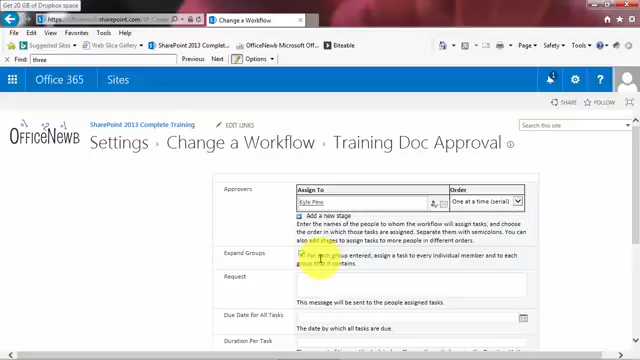 Get 20 GB of Dropbox space
https://officenewb.sharepoint.com
Change a Workflow
File Edit View Favorites Tools Help
Suggested Sites
Web Slice Gallery
SharePoint 2013 Complet...
OfficeNewb Microsoft Off...
Biteable
Page
Safety
Tools
Find: three
Previous
Next
Options
Office 365
Sites
1
SHARE
FOLLOW
OfficeNewb
SharePoint 2013 Complete Training
EDIT LINKS
Settings › Change a Workflow › Training Doc Approval
Search this site
Approvers
Assign To
Order
Kyle Pew
One at a time (serial)
Add a new stage
Enter the names of the people to whom the workflow will assign tasks, and choose
the order in which those tasks are assigned. Separate them with semicolons. You can
also add stages to assign tasks to more people in different orders.
Expand Groups
For each group entered, assign a task to every individual member and to each
group that it contains.
Request
This message will be sent to the people assigned tasks.
Due Date for All Tasks
The date by which all tasks are due.
Duration Per Task